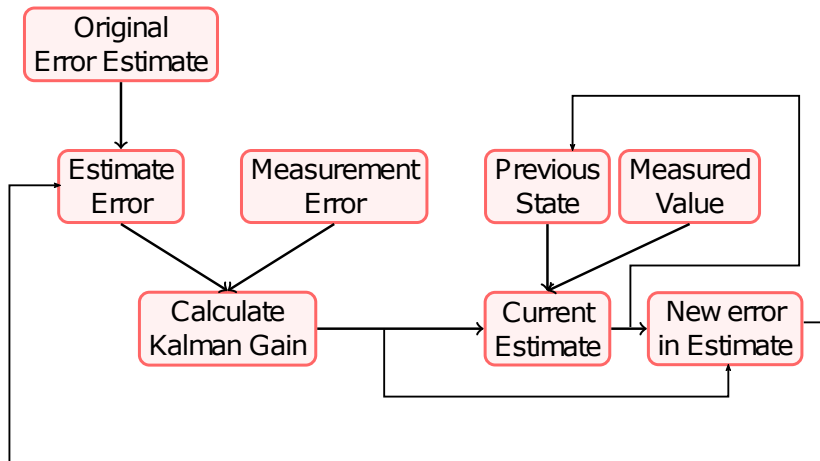 Original
Error Estimate
Estimate
Error
Measurement
Error
Previous
State
Measured
Value
Calculate
Kalman Gain
Current
Estimate
New error
in Estimate